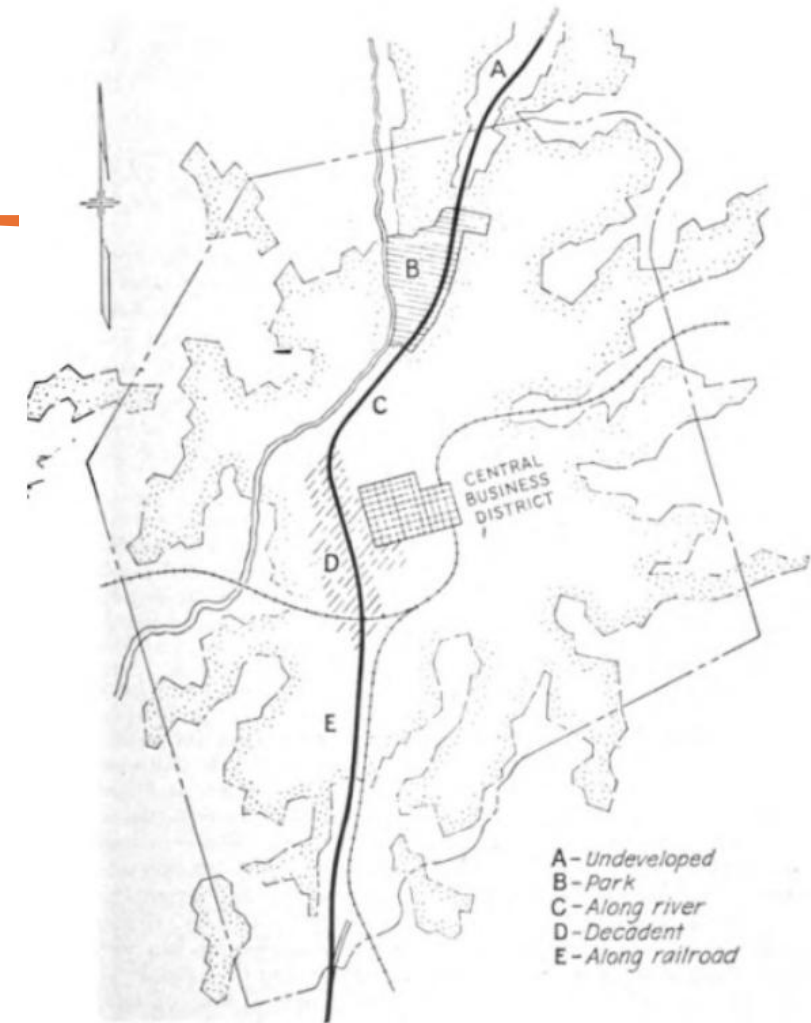 A
B
C
CENTRAL
BUSINESS
DISTRICT
D
E
A-Undeveloped
B-Park
C-Along river
D-Decadent
E-Along railroad